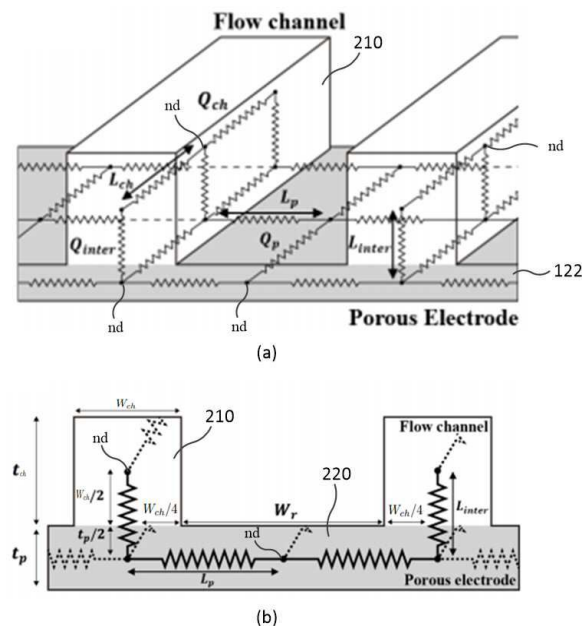 Flow channel
210
nd
Q_ch
nd
L_ch
L_p
Q_inter
Q_p
L_inter
122
nd
nd
Porous Electrode
(a)
W_ch
210
nd
Flow channel
t_ch
220
W_ch/2
W_ch/4
W_r
W_ch/4
L_inter
t_p/2
nd
t_p
L_p
Porous electrode
(b)